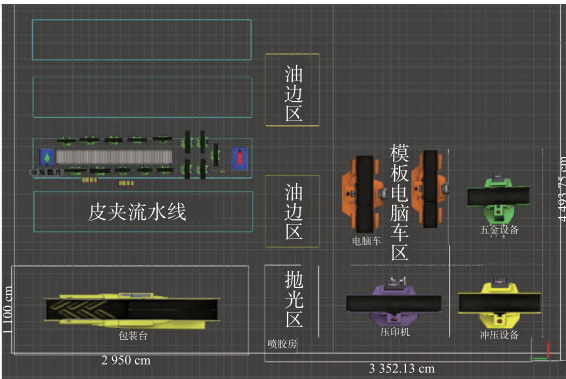 油边区
模板电脑车区
皮夹流水线
油边区
电脑车
五金设备
抛光区
包装台
压印机
冲压设备
喷胶房
1 100 cm
2 950 cm
3 352.13 cm
4 493.75 cm